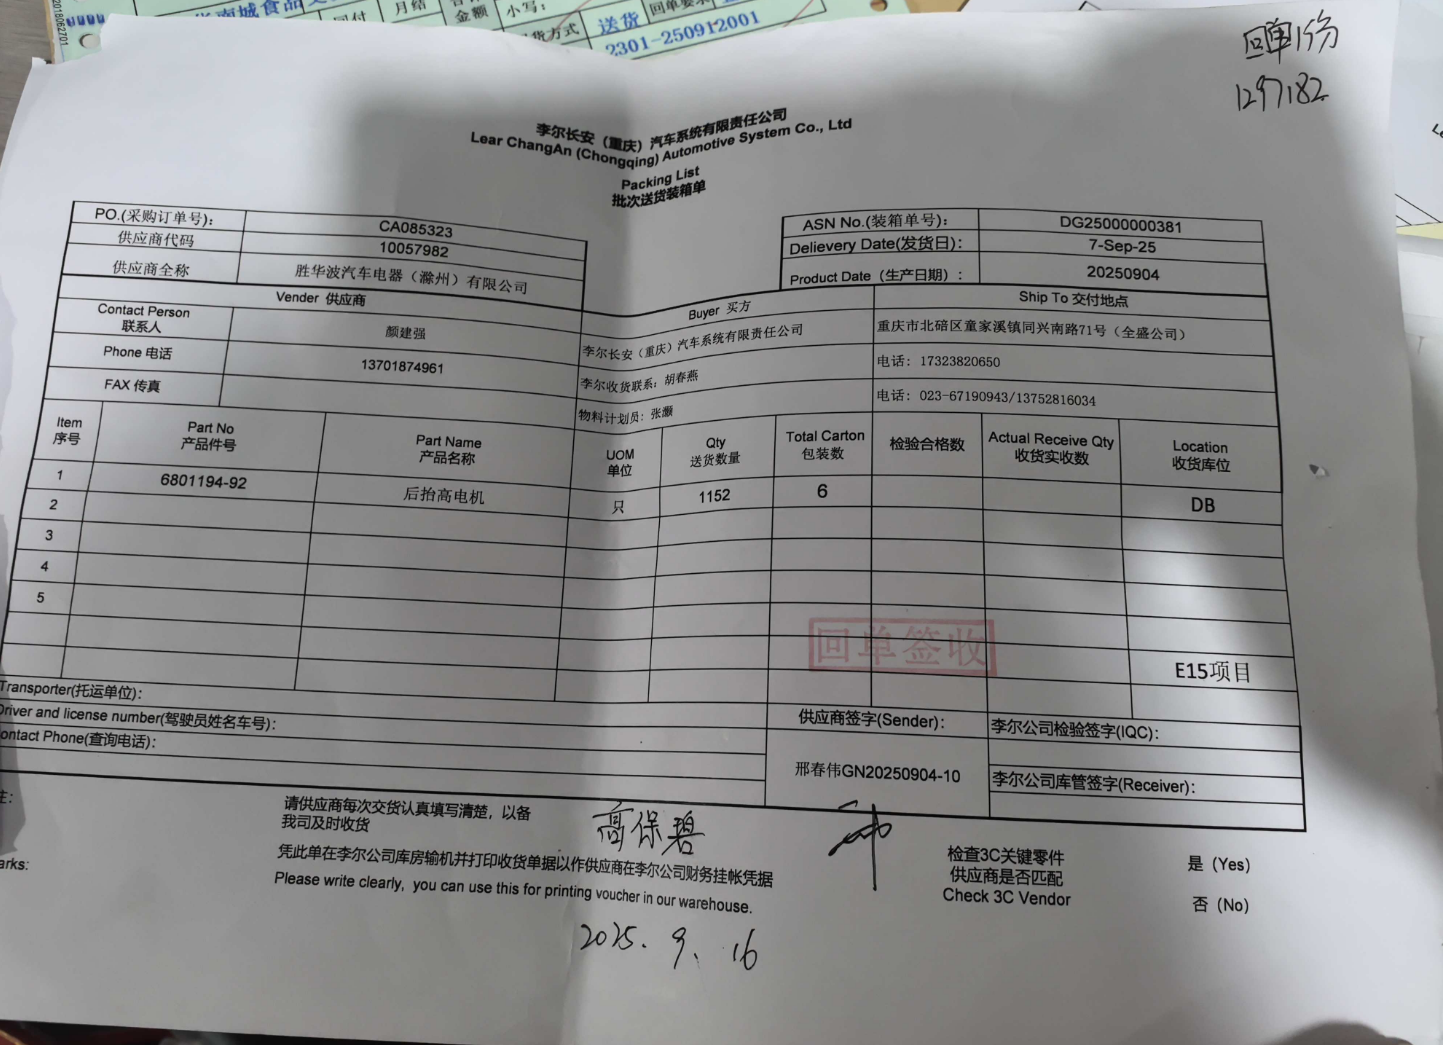 月结
金额
小写:
送货
2301-250912001
2018062701
回单1份
1297182
李尔长安（重庆）汽车系统有限责任公司
Lear ChangAn (Chongqing) Automotive System Co., Ltd
Packing List
批次送货装箱单
PO.(采购订单号): CA085323
供应商代码 10057982
供应商全称 胜华波汽车电器（滁州）有限公司
ASN No.(装箱单号): DG25000000381
Delievery Date(发货日): 7-Sep-25
Product Date（生产日期）: 20250904
Vender 供应商 Buyer 买方 Ship To 交付地点
Contact Person 联系人 颜建强 李尔长安（重庆）汽车系统有限责任公司 重庆市北碚区童家溪镇同兴南路71号（全盛公司）
Phone 电话 13701874961 李尔收货联系: 胡春燕 电话: 17323820650
FAX 传真 物料计划员: 张灏 电话: 023-67190943/13752816034
Item Part No Part Name UOM Qty Total Carton 检验合格数 Actual Receive Qty Location
序号 产品件号 产品名称 单位 送货数量 包装数 收货实收数 收货库位
1 6801194-92 后抬高电机 只 1152 6 DB
2
3
4
5
回单签收
E15项目
Transporter(托运单位):
Driver and license number(驾驶员姓名车号):
Contact Phone(查询电话):
供应商签字(Sender): 李尔公司检验签字(IQC):
邢春伟GN20250904-10 李尔公司库管签字(Receiver):
注:
请供应商每次交货认真填写清楚，以备
我司及时收货
高保碧
凭此单在李尔公司库房输机并打印收货单据以作供应商在李尔公司财务挂帐凭据
Please write clearly, you can use this for printing voucher in our warehouse.
arks:
检查3C关键零件 是（Yes）
供应商是否匹配
Check 3C Vendor 否（No）
2025.9.16